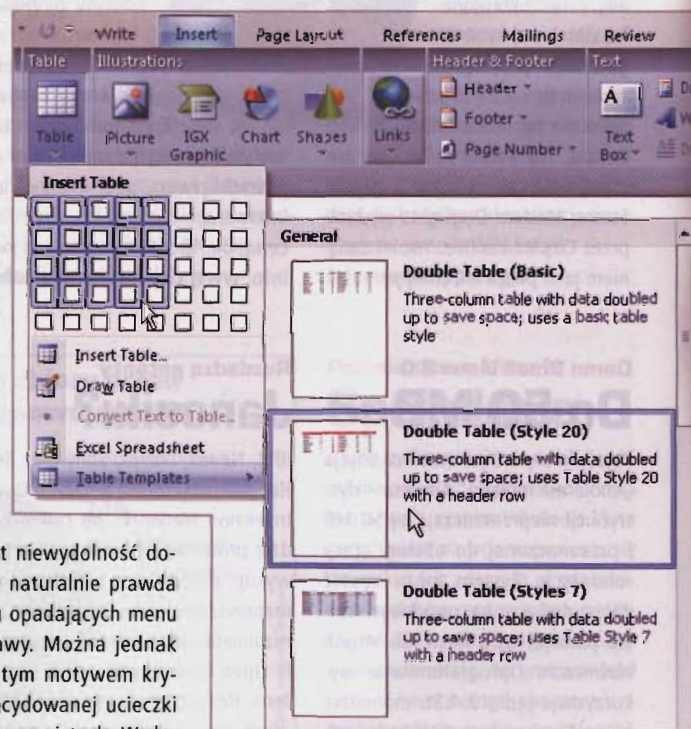 Write Insert Page Layout References Mailings Review
Table Illustrations Header & Footer Text
Table Picture IGX Graphic Chart Shapes Links
Header
Footer
Page Number
Text Box
Insert Table
Insert Table...
Draw Table
Convert Text to Table...
Excel Spreadsheet
Table Templates
General
Double Table (Basic)
Three-column table with data doubled
up to save space; uses a basic table
style
Double Table (Style 20)
Three-column table with data doubled
up to save space; uses Table Style 20
with a header row
Double Table (Styles 7)
Three-column table with data doubled
up to save space; uses Table Style 7
with a header row
t niewydolność do-
naturalnie prawda
opadających menu
awy. Można jednak
tym motywem kry-
cydowanej ucieczki